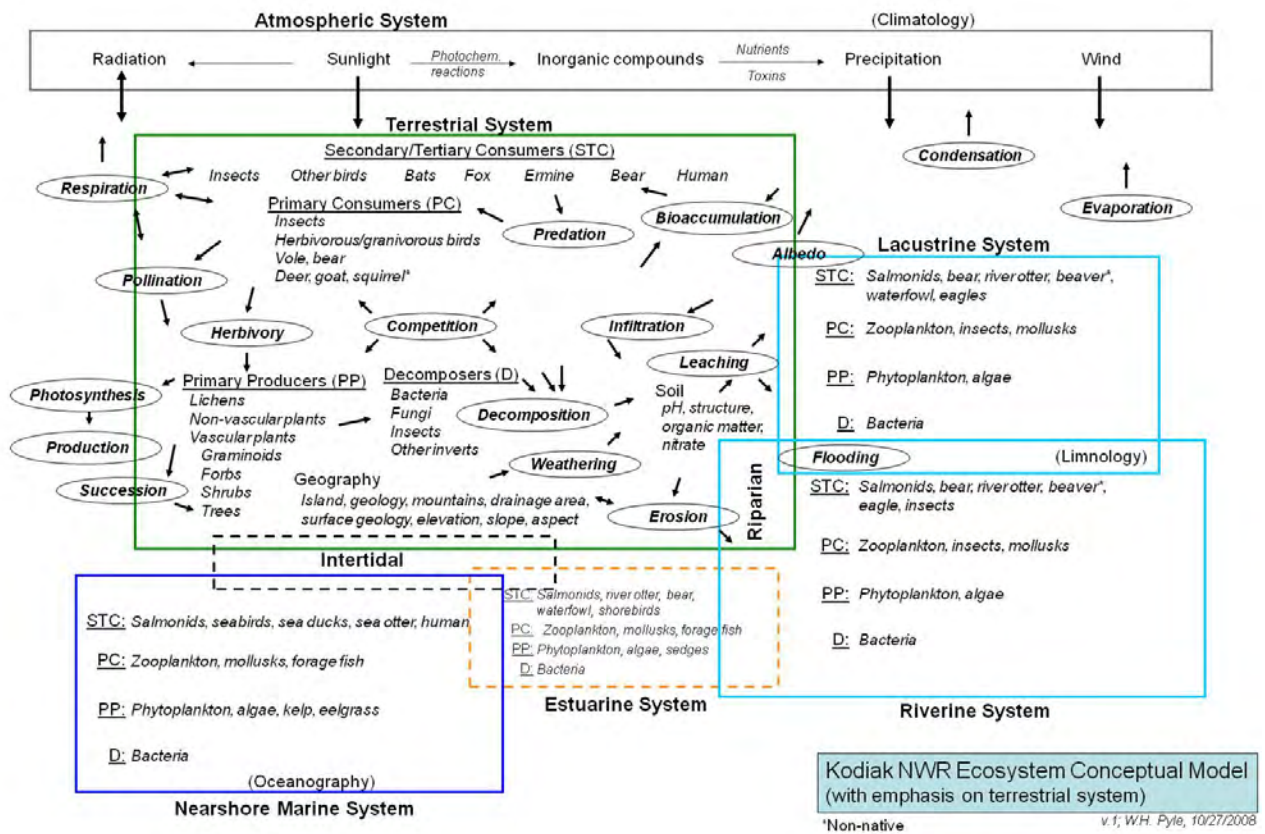 Atmospheric System
(Climatology)
Radiation
Sunlight
Photochem.
reactions
Inorganic compounds
Nutrients
Toxins
Precipitation
Wind
Terrestrial System
Secondary/Tertiary Consumers (STC)
Insects Other birds Bats Fox Ermine Bear Human
Respiration
Condensation
Evaporation
Primary Consumers (PC)
Insects
Herbivorous/granivorous birds
Vole, bear
Deer, goat, squirrel*
Predation
Bioaccumulation
Albedo
Pollination
Herbivory
Competition
Infiltration
Leaching
Photosynthesis
Production
Succession
Primary Producers (PP)
Lichens
Non-vascular plants
Vascular plants
Graminoids
Forbs
Shrubs
Trees
Decomposers (D)
Bacteria
Fungi
Insects
Other inverts
Decomposition
Weathering
Soil
pH, structure,
organic matter,
nitrate
Geography
Island, geology, mountains, drainage area,
surface geology, elevation, slope, aspect
Erosion
Riparian
Lacustrine System
STC: Salmonids, bear, river otter, beaver*,
waterfowl, eagles
PC: Zooplankton, insects, mollusks
PP: Phytoplankton, algae
D: Bacteria
Flooding
(Limnology)
STC: Salmonids, bear, river otter, beaver*,
eagle, insects
PC: Zooplankton, insects, mollusks
PP: Phytoplankton, algae
D: Bacteria
Riverine System
Intertidal
STC: Salmonids, seabirds, sea ducks, sea otter, human
PC: Zooplankton, mollusks, forage fish
PP: Phytoplankton, algae, kelp, eelgrass
D: Bacteria
(Oceanography)
Nearshore Marine System
STC: Salmonids, river otter, bear,
waterfowl, shorebirds
PC: Zooplankton, mollusks, forage fish
PP: Phytoplankton, algae, sedges
D: Bacteria
Estuarine System
Kodiak NWR Ecosystem Conceptual Model
(with emphasis on terrestrial system)
*Non-native
v.1; W.H. Pyle, 10/27/2008